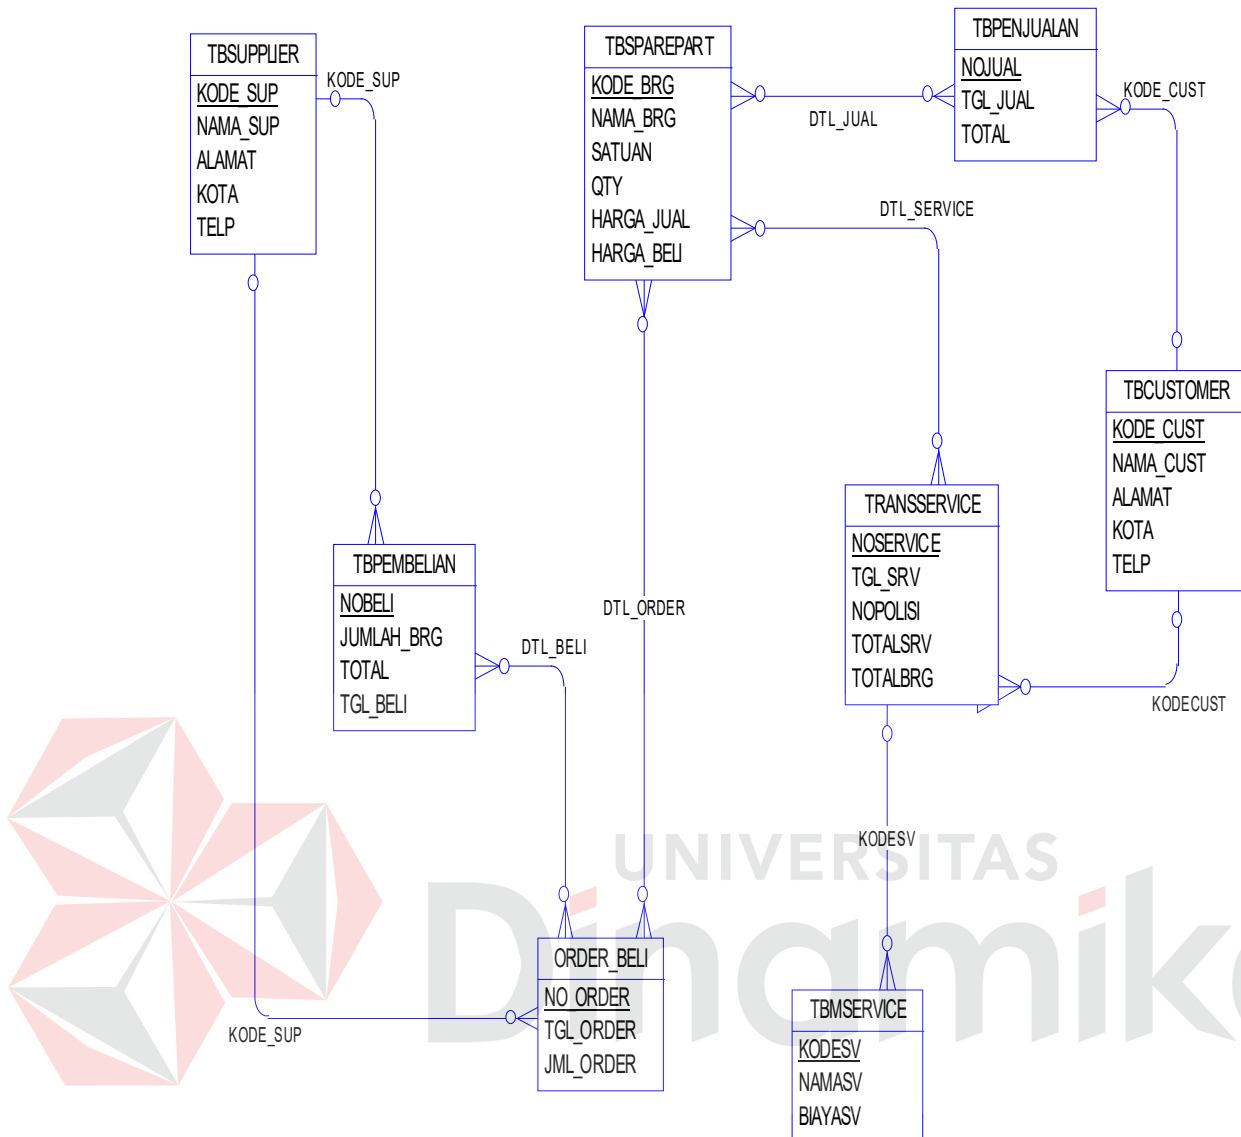 TBSUPPLIER
KODE_SUP
NAMA_SUP
ALAMAT
KOTA
TELP
KODE_SUP
TBSPAREPART
KODE_BRG
NAMA_BRG
SATUAN
QTY
HARGA_JUAL
HARGA_BELI
DTL_JUAL
TBPENJUALAN
NOJUAL
TGL_JUAL
TOTAL
KODE_CUST
DTL_SERVICE
TBCUSTOMER
KODE_CUST
NAMA_CUST
ALAMAT
KOTA
TELP
TRANSSERVICE
NOSERVICE
TGL_SRV
NOPOLISI
TOTALSRV
TOTALBRG
KODECUST
TBPEMBELIAN
NOBELI
JUMLAH_BRG
TOTAL
TGL_BELI
DTL_BELI
DTL_ORDER
KODESV
UNIVERSITAS
Dinamika
ORDER_BELI
NO_ORDER
TGL_ORDER
JML_ORDER
KODE_SUP
TBMSERVICE
KODESV
NAMASV
BIAYASV